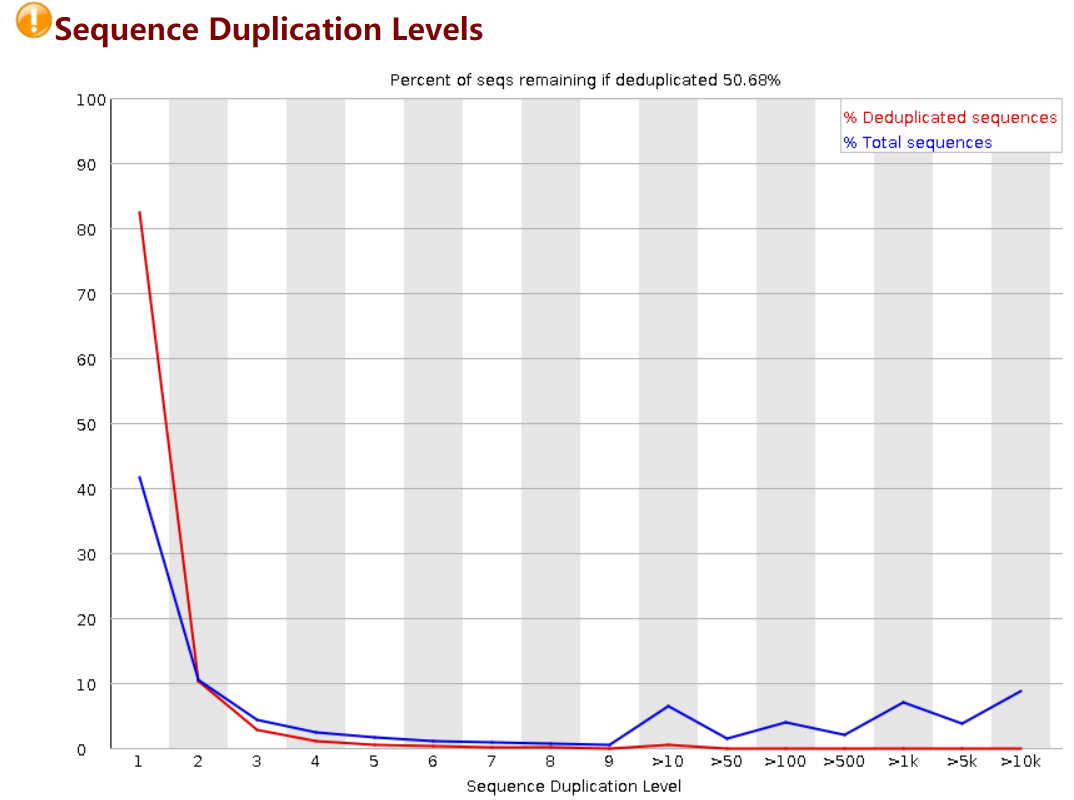 Sequence Duplication Levels
Percent of seqs remaining if deduplicated 50.68%
% Deduplicated sequences
% Total sequences
100
90
80
70
60
50
40
30
20
10
0
1 2 3 4 5 6 7 8 9 >10 >50 >100 >500 >1k >5k >10k
Sequence Duplication Level